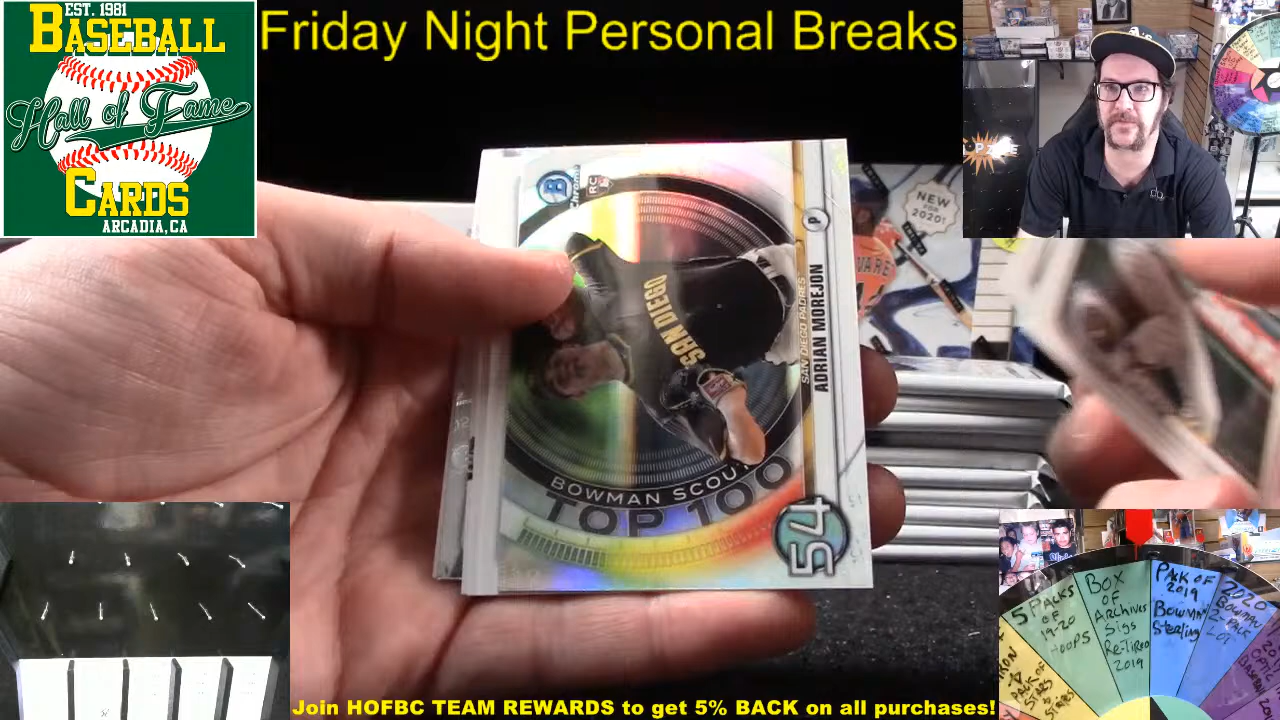 EST. 1981
BASEBALL
Hall of Fame
CARDS
ARCADIA, CA
Friday Night Personal Breaks
NEW
FOR
2020!
B
Chrome
RC
SAN DIEGO
P
SAN DIEGO PADRES
ADRIAN MOREJON
BOWMAN SCOUT
TOP 100
54
5 PACKS
OF
19-20
HOOPS
BOX
OF
ARCHIVES
SIGS
RETIRED
2019
PACK OF
2019
BOWMAN
STERLING
2020
BOWMAN
2-PACK
LOT
PACK OF
Join HOFBC TEAM REWARDS to get 5% BACK on all purchases!